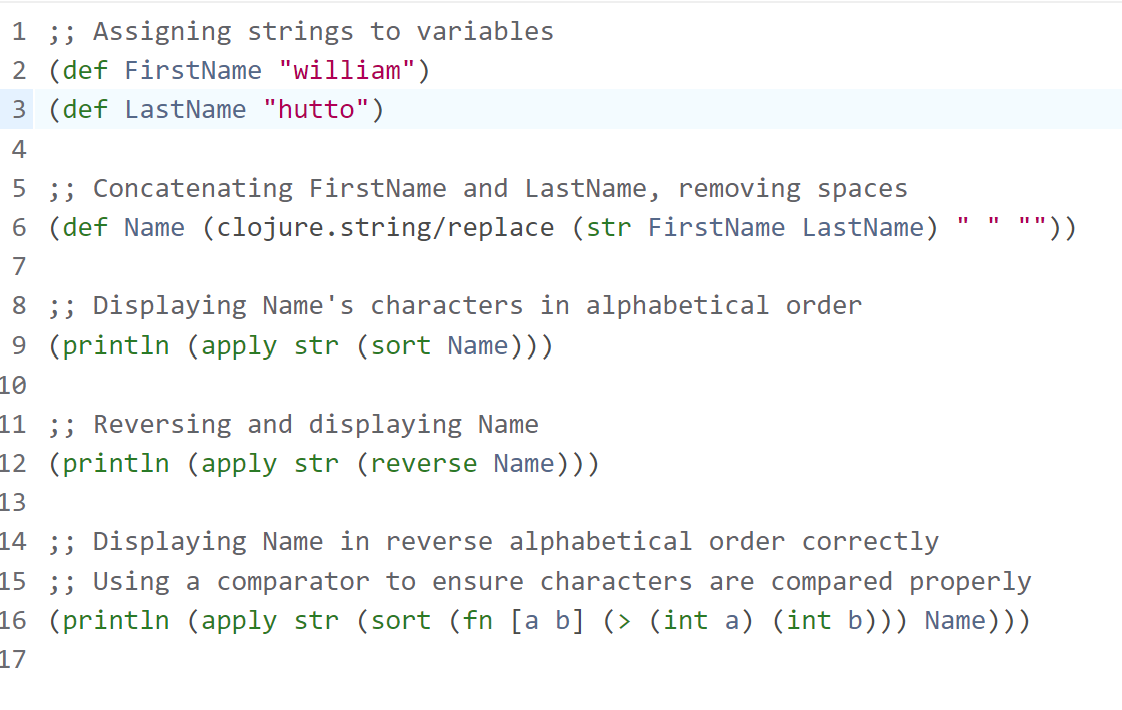 1 ;; Assigning strings to variables
2 (def FirstName "william")
3 (def LastName "hutto")
4
5 ;; Concatenating FirstName and LastName, removing spaces
6 (def Name (clojure.string/replace (str FirstName LastName) " " ""))
7
8 ;; Displaying Name's characters in alphabetical order
9 (println (apply str (sort Name)))
10
11 ;; Reversing and displaying Name
12 (println (apply str (reverse Name)))
13
14 ;; Displaying Name in reverse alphabetical order correctly
15 ;; Using a comparator to ensure characters are compared properly
16 (println (apply str (sort (fn [a b] (> (int a) (int b))) Name)))
17